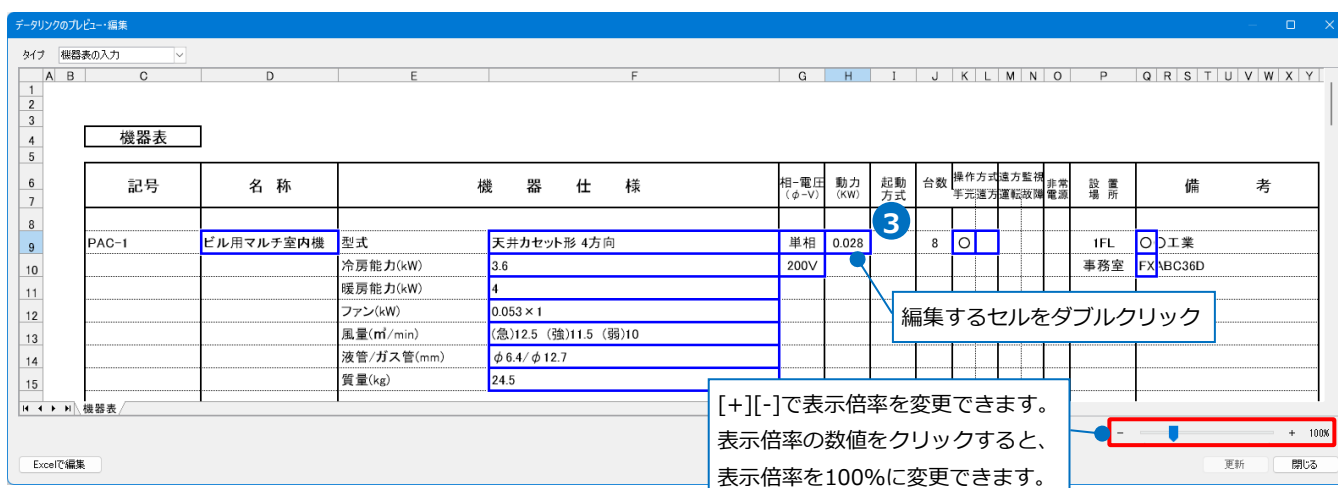 データリンクのプレビュー・編集
タイプ 機器表の入力
A B C D E F G H I J K L M N O P Q R S T U V W X Y
1
2
3
4 機器表
5
6 記号 名 称 機 器 仕 様 相-電圧 動力 起動 台数 操作方式 遠方監視 非常 設 置 備 考
7 (φ-V) (KW) 方式 手元 遠方 運転 故障 電源 場 所
8
3
9 PAC-1 ビル用マルチ室内機 型式 天井カセット形 4方向 単相 0.028 8 〇 1FL 〇〇工業
10 冷房能力(kW) 3.6 200V 事務室 FXABC36D
11 暖房能力(kW) 4
12 ファン(kW) 0.053×1
編集するセルをダブルクリック
13 風量(㎥/min) (急)12.5 (強)11.5 (弱)10
14 液管/ガス管(mm) φ6.4/φ12.7
15 質量(kg) 24.5
機器表
[+][-]で表示倍率を変更できます。
表示倍率の数値をクリックすると、
表示倍率を100%に変更できます。
- + 100%
Excelで編集 更新 閉じる